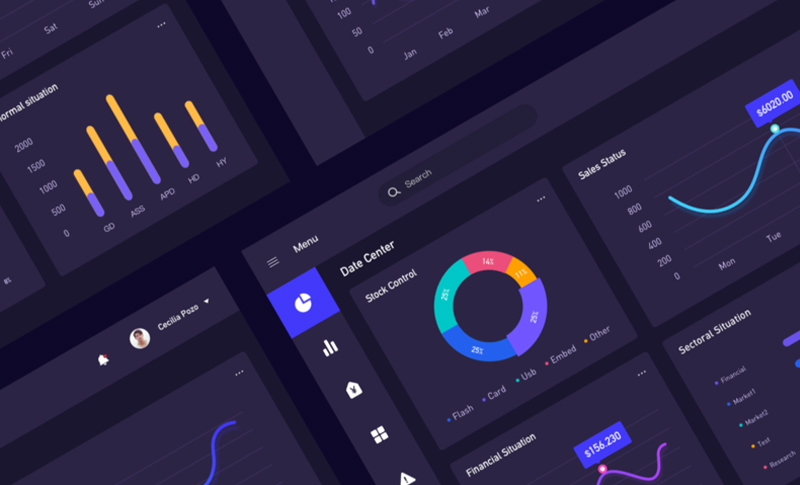 Fri
Sat
Sun
ormal situation
2000
1500
1000
500
0
GD
ASS
APD
HD
HY
100
50
0
Jan
Feb
Mar
Search
Menu
Date Center
Stock Control
14%
11%
25%
25%
25%
Flash
Card
Usb
Embed
Other
Sales Status
$6020.00
1000
800
600
400
200
0
Mon
Tue
Cecilia Pozo
Financial Situation
$156.230
Sectoral Situation
Financial
Market1
Market2
Test
Research